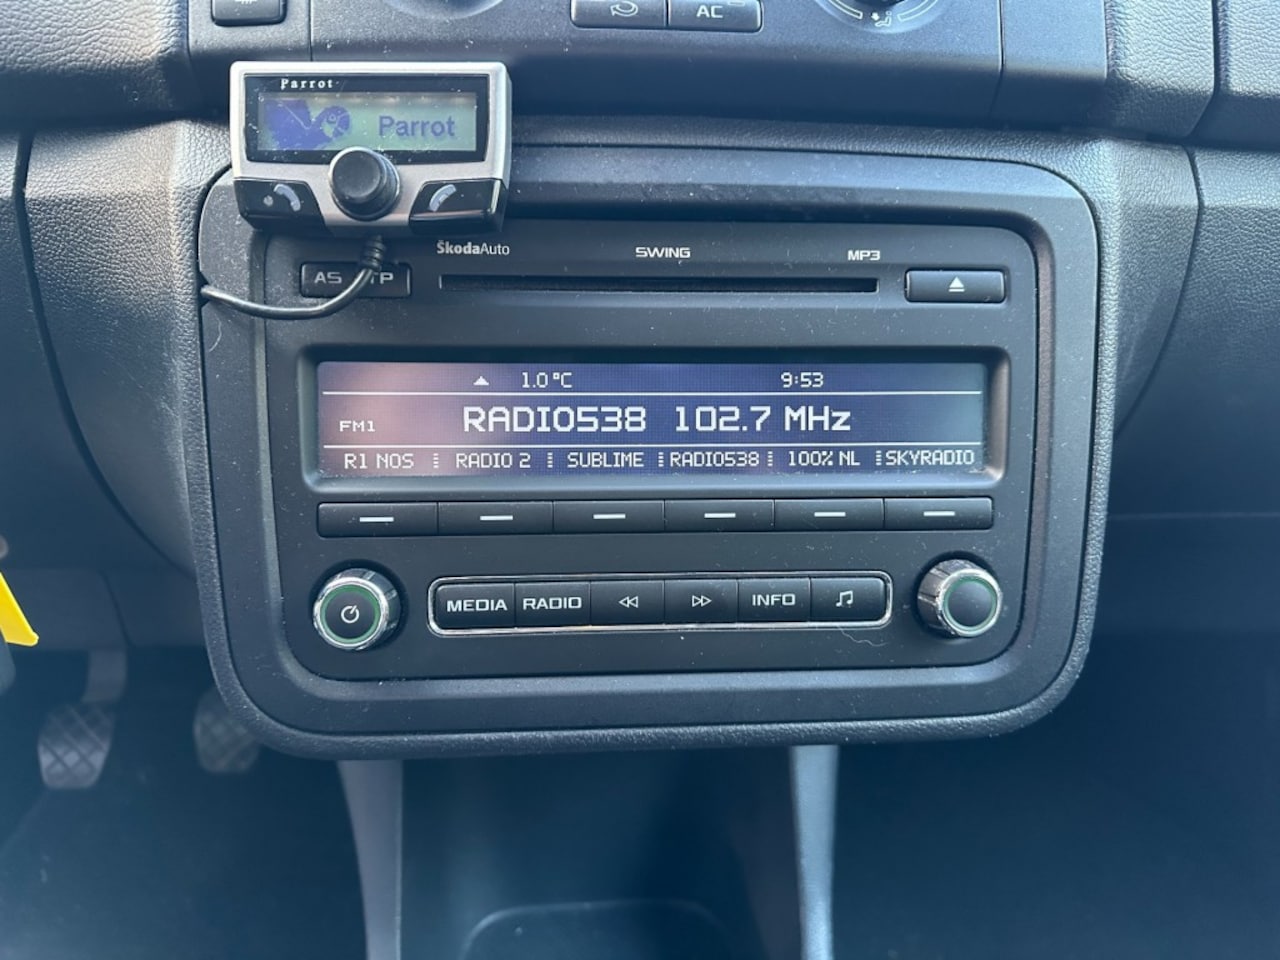 AC
Parrot
Parrot
ŠkodaAuto SWING MP3
AS TP
1.0 °C 9:53
FM1 RADIO538 102.7 MHz
R1 NOS RADIO 2 SUBLIME RADIO538 100% NL SKYRADIO
MEDIA RADIO INFO